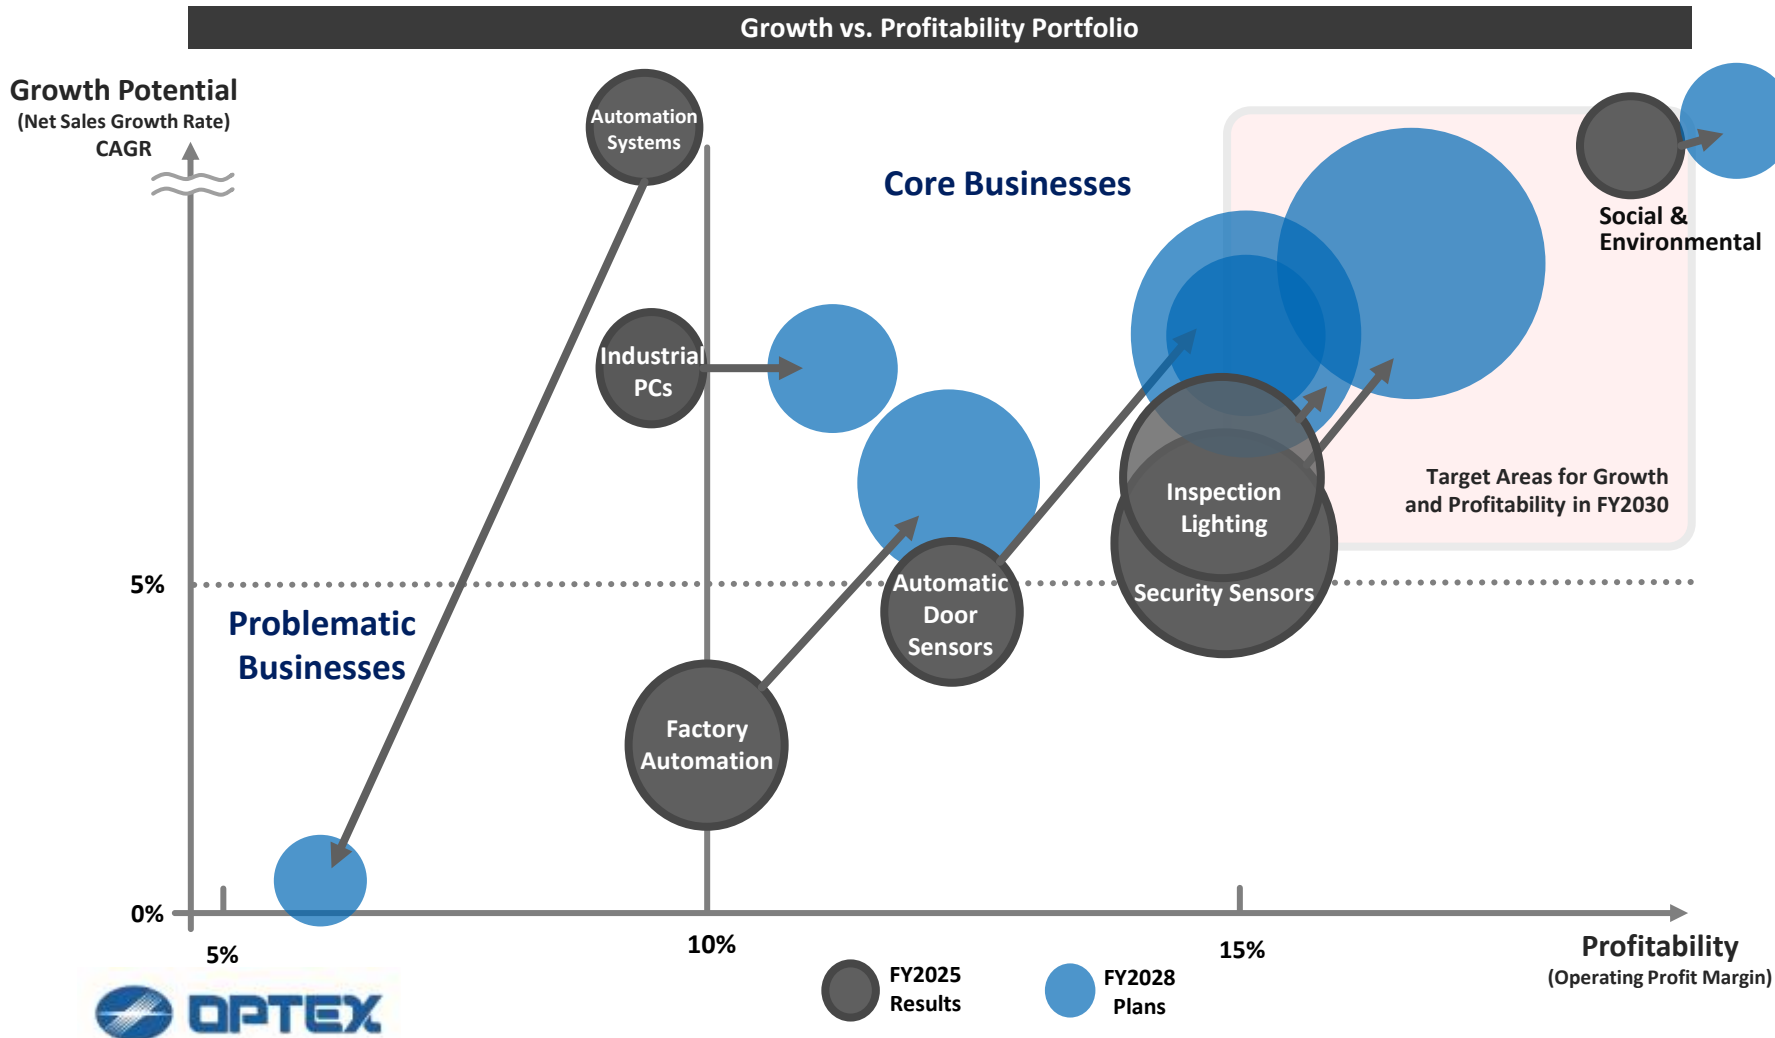 Growth vs. Profitability Portfolio
Growth Potential
(Net Sales Growth Rate)
CAGR
Automation
Systems
Core Businesses
Social &
Environmental
Industrial
PCs
Target Areas for Growth
and Profitability in FY2030
Inspection
Lighting
5%
Automatic
Door
Sensors
Security Sensors
Problematic
Businesses
Factory
Automation
0%
5%
10%
15%
Profitability
(Operating Profit Margin)
FY2025
Results
FY2028
Plans
OPTEX